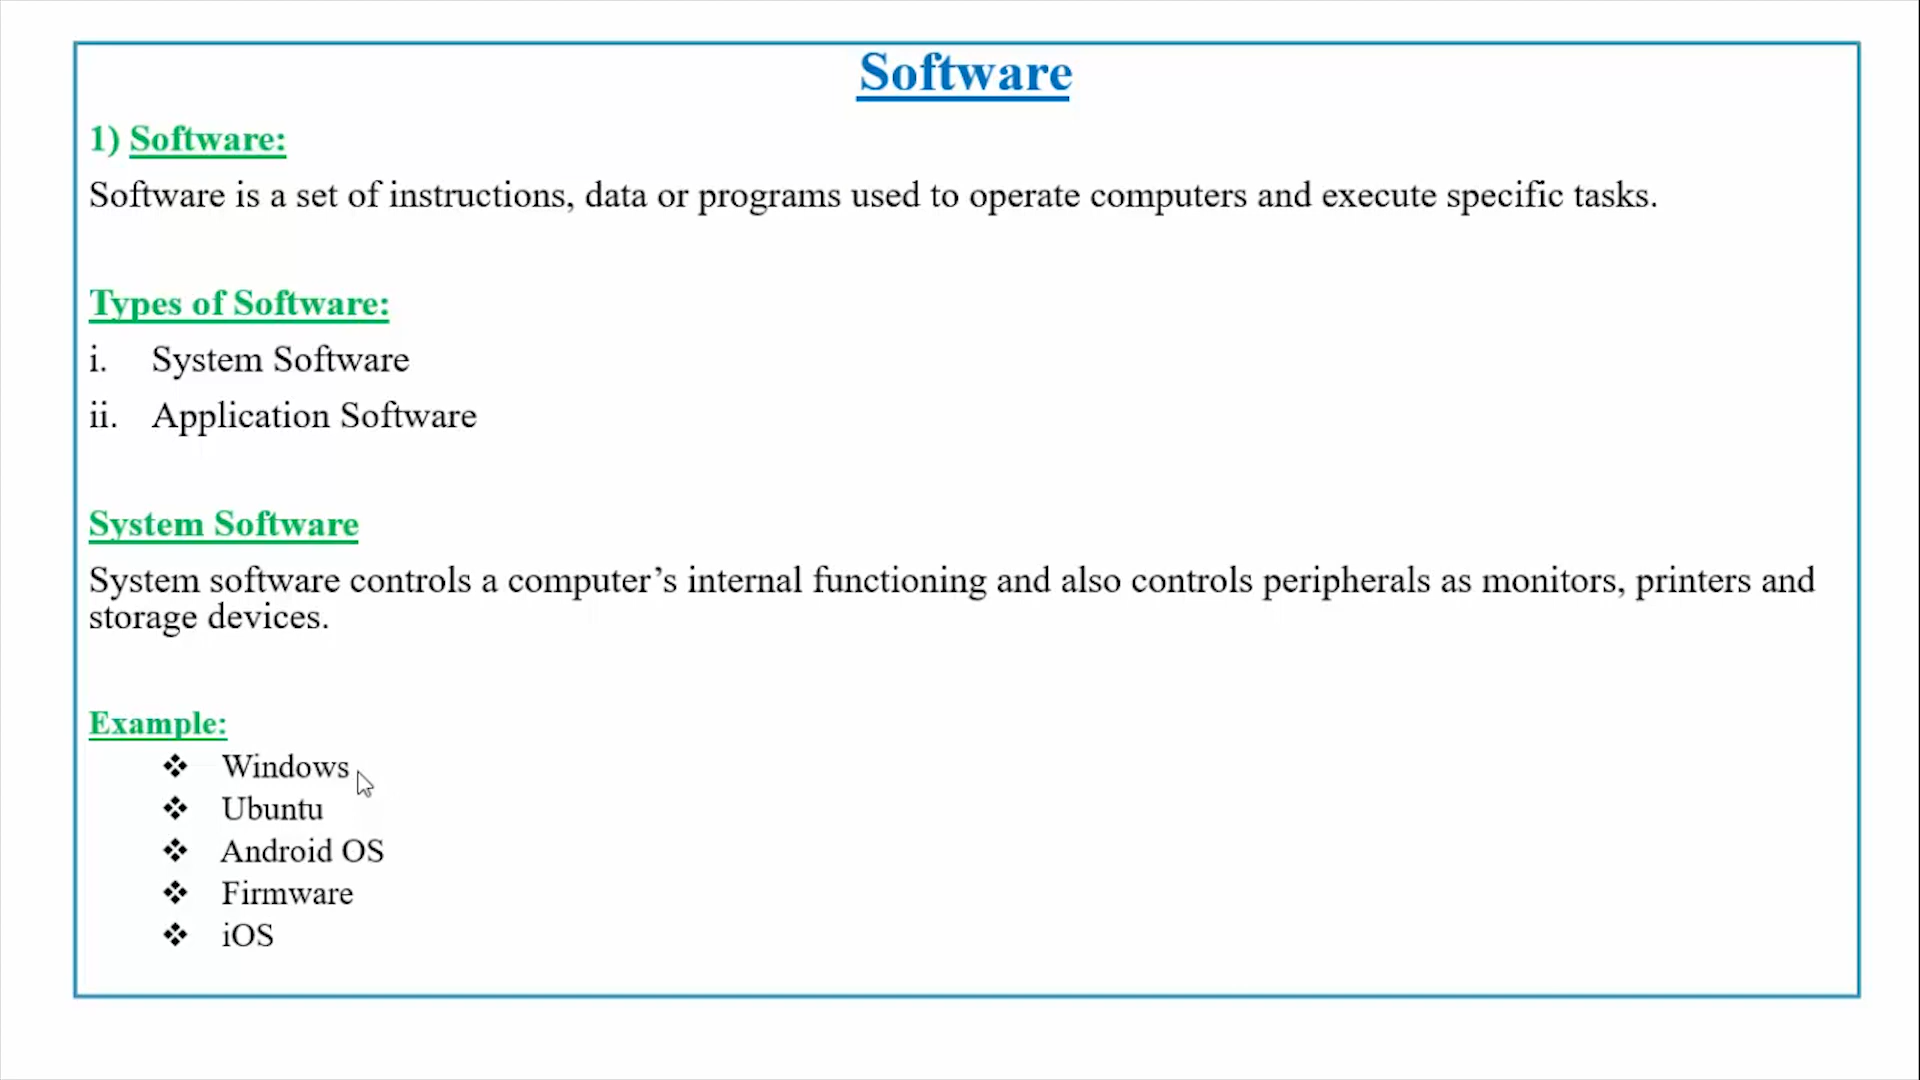 Software
1) Software:
Software is a set of instructions, data or programs used to operate computers and execute specific tasks.
Types of Software:
i. System Software
ii. Application Software
System Software
System software controls a computer’s internal functioning and also controls peripherals as monitors, printers and
storage devices.
Example:
❖ Windows
❖ Ubuntu
❖ Android OS
❖ Firmware
❖ iOS